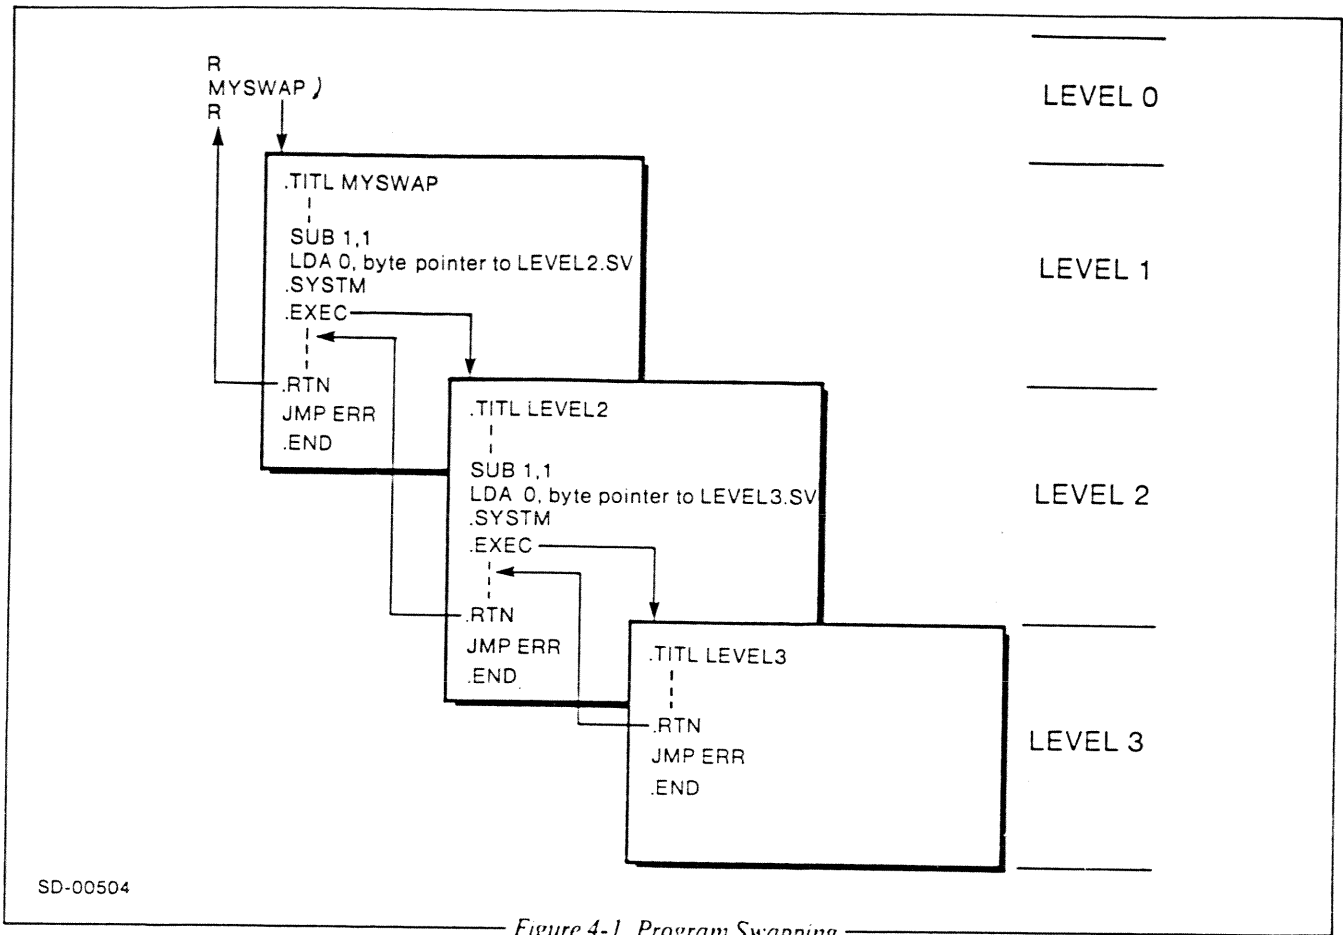 R
MYSWAP )
R
LEVEL 0
.TITL MYSWAP
SUB 1,1
LDA 0, byte pointer to LEVEL2.SV
.SYSTM
.EXEC
.RTN
JMP ERR
.END
LEVEL 1
.TITL LEVEL2
SUB 1,1
LDA 0, byte pointer to LEVEL3.SV
.SYSTM
.EXEC
.RTN
JMP ERR
.END
LEVEL 2
.TITL LEVEL3
.RTN
JMP ERR
.END
LEVEL 3
SD-00504
Figure 4-1. Program Swapping